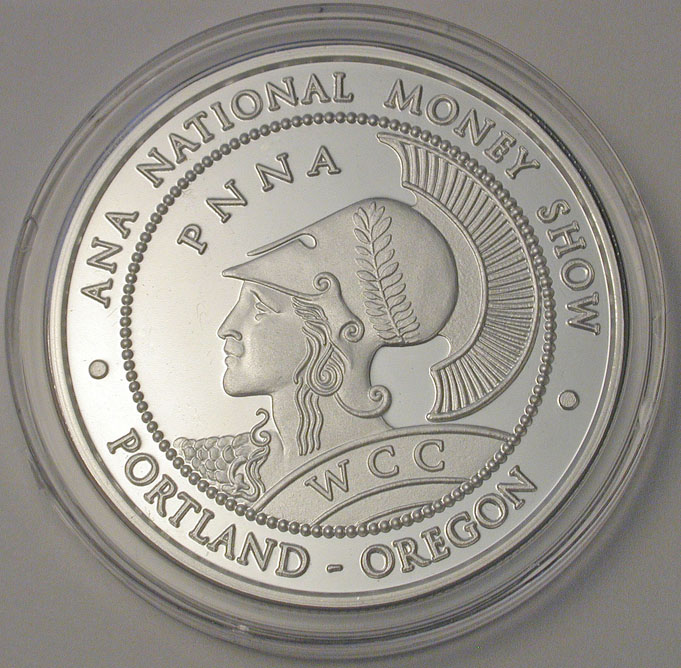 ANA NATIONAL MONEY SHOW
PNNA
WCC
PORTLAND - OREGON